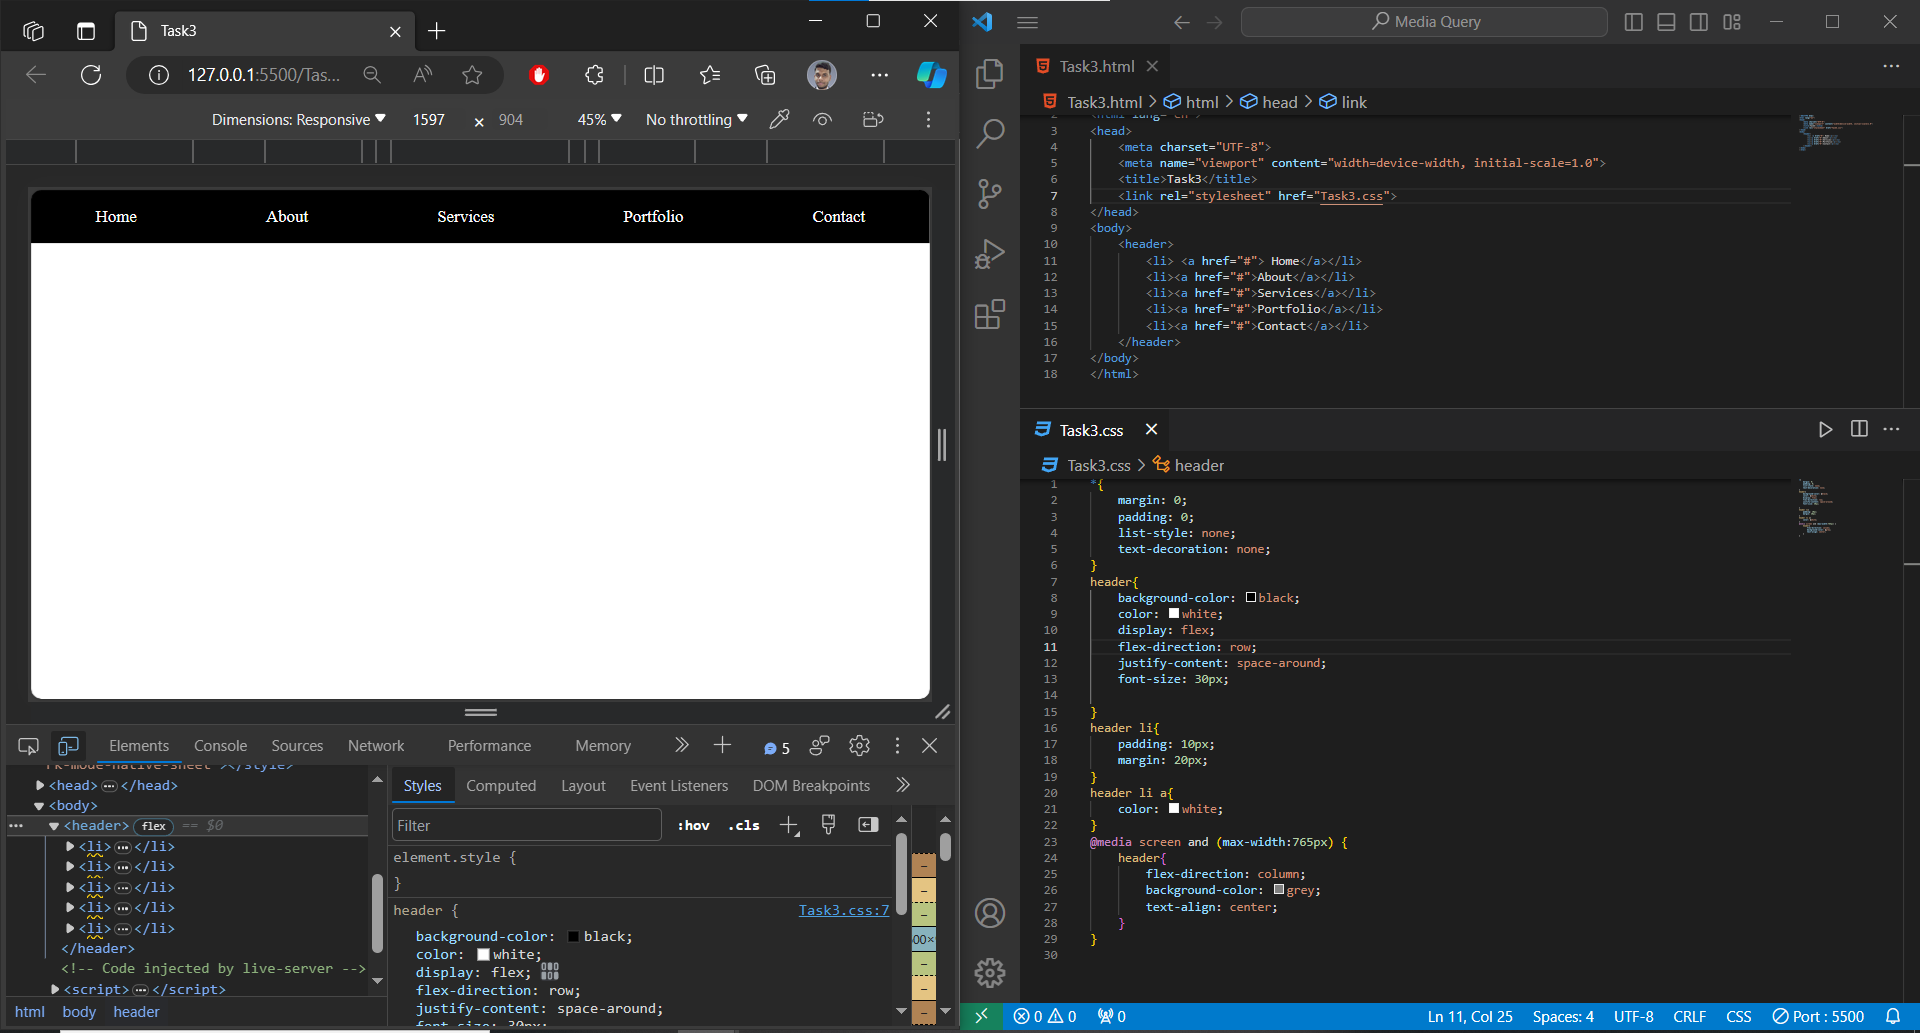 Task3
127.0.0.1:5500/Tas...
Dimensions: Responsive 1597 × 904 45% No throttling
Home About Services Portfolio Contact
Elements Console Sources Network Performance Memory 5
<head> </head>
<body>
<header> flex == $0
<li> </li>
<li> </li>
<li> </li>
<li> </li>
<li> </li>
</header>
<!-- Code injected by live-server -->
<script> </script>
html body header
Styles Computed Layout Event Listeners DOM Breakpoints
Filter :hov .cls
element.style {
}
header { Task3.css:7
background-color: black;
color: white;
display: flex;
flex-direction: row;
justify-content: space-around;
font-size: 30px;
Media Query
Task3.html
Task3.html > html > head > link
2 <html lang="en">
3 <head>
4 <meta charset="UTF-8">
5 <meta name="viewport" content="width=device-width, initial-scale=1.0">
6 <title>Task3</title>
7 <link rel="stylesheet" href="Task3.css">
8 </head>
9 <body>
10 <header>
11 <li> <a href="#"> Home</a></li>
12 <li><a href="#">About</a></li>
13 <li><a href="#">Services</a></li>
14 <li><a href="#">Portfolio</a></li>
15 <li><a href="#">Contact</a></li>
16 </header>
17 </body>
18 </html>
Task3.css
Task3.css > header
1 *{
2 margin: 0;
3 padding: 0;
4 list-style: none;
5 text-decoration: none;
6 }
7 header{
8 background-color: black;
9 color: white;
10 display: flex;
11 flex-direction: row;
12 justify-content: space-around;
13 font-size: 30px;
14
15 }
16 header li{
17 padding: 10px;
18 margin: 20px;
19 }
20 header li a{
21 color: white;
22 }
23 @media screen and (max-width:765px) {
24 header{
25 flex-direction: column;
26 background-color: grey;
27 text-align: center;
28 }
29 }
30
0 0 0 Ln 11, Col 25 Spaces: 4 UTF-8 CRLF CSS Port : 5500